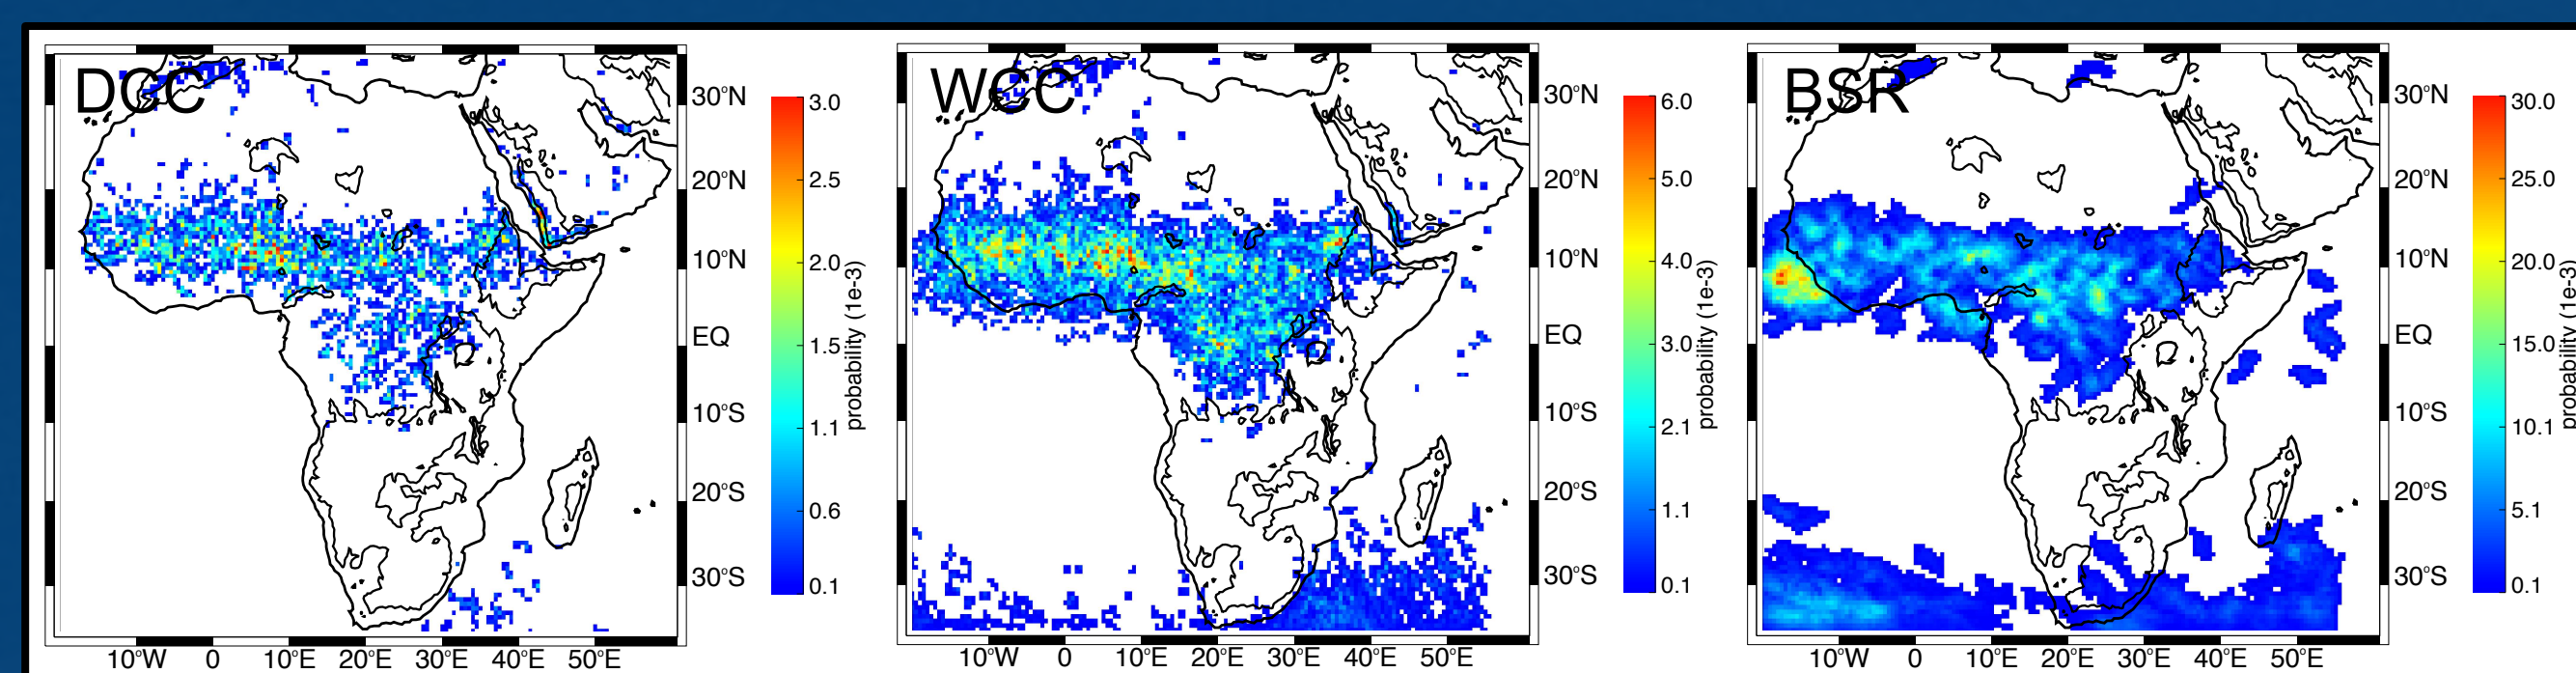 DCC
30°N
20°N
10°N
EQ
10°S
20°S
30°S
10°W 0 10°E 20°E 30°E 40°E 50°E
3.0
2.5
2.0
1.5
1.1
0.6
0.1
probability (1e-3)
WCC
30°N
20°N
10°N
EQ
10°S
20°S
30°S
10°W 0 10°E 20°E 30°E 40°E 50°E
6.0
5.0
4.0
3.0
2.1
1.1
0.1
probability (1e-3)
BSR
30°N
20°N
10°N
EQ
10°S
20°S
30°S
10°W 0 10°E 20°E 30°E 40°E 50°E
30.0
25.0
20.0
15.0
10.1
5.1
0.1
probability (1e-3)